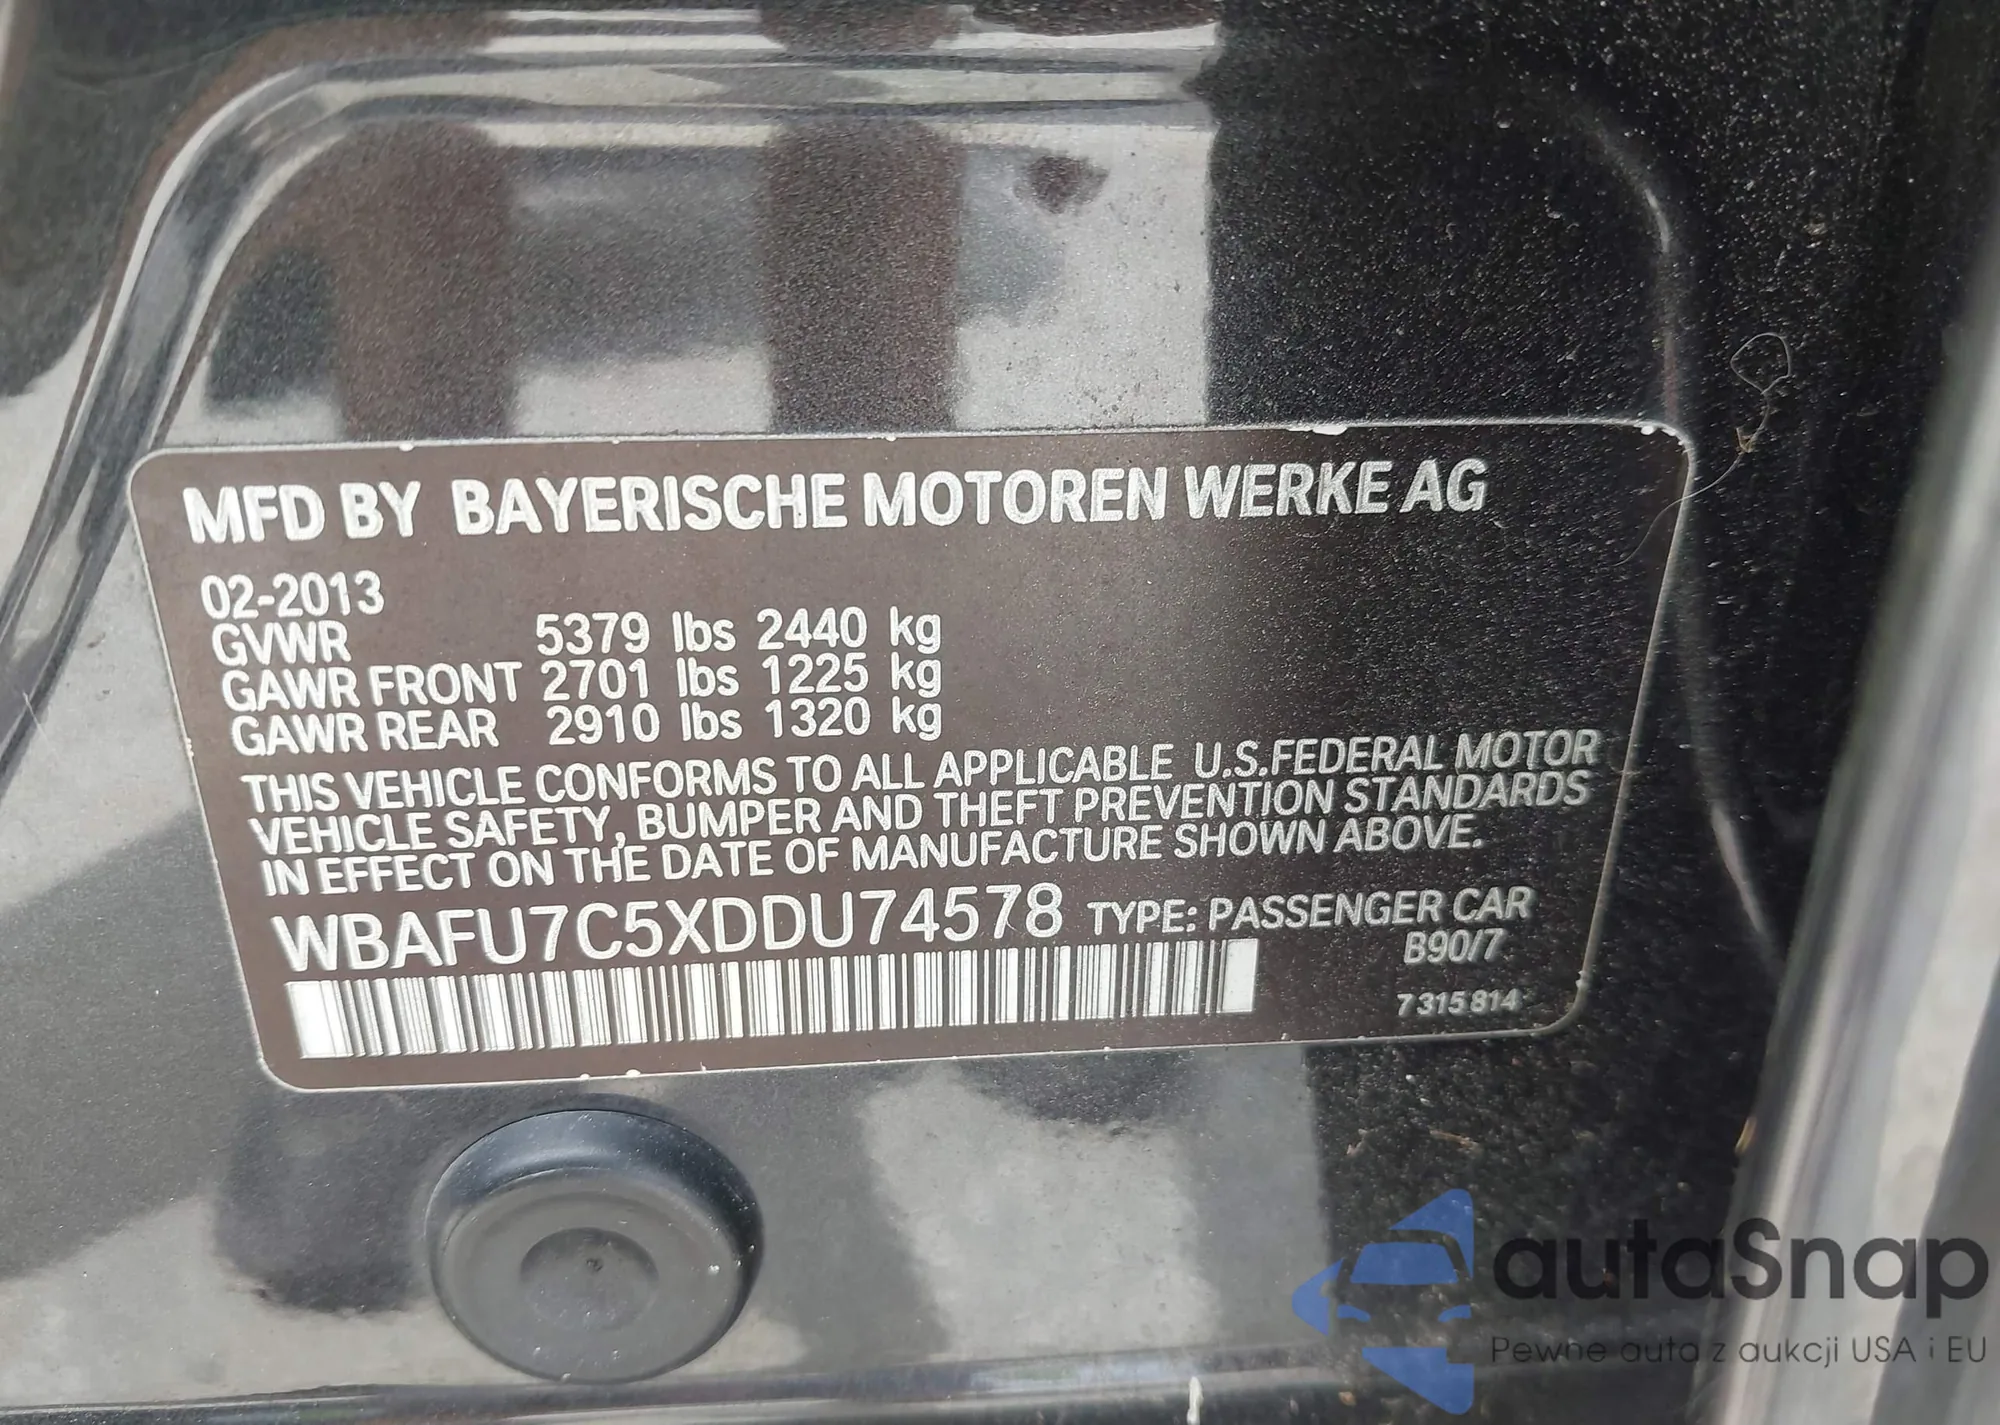 MFD BY BAYERISCHE MOTOREN WERKE AG
02-2013
GVWR 5379 lbs 2440 kg
GAWR FRONT 2701 lbs 1225 kg
GAWR REAR 2910 lbs 1320 kg
THIS VEHICLE CONFORMS TO ALL APPLICABLE U.S.FEDERAL MOTOR
VEHICLE SAFETY, BUMPER AND THEFT PREVENTION STANDARDS
IN EFFECT ON THE DATE OF MANUFACTURE SHOWN ABOVE.
WBAFU7C5XDDU74578 TYPE: PASSENGER CAR
B90/7
7 315 814
autaSnap
Pewne auta z aukcji USA i EU